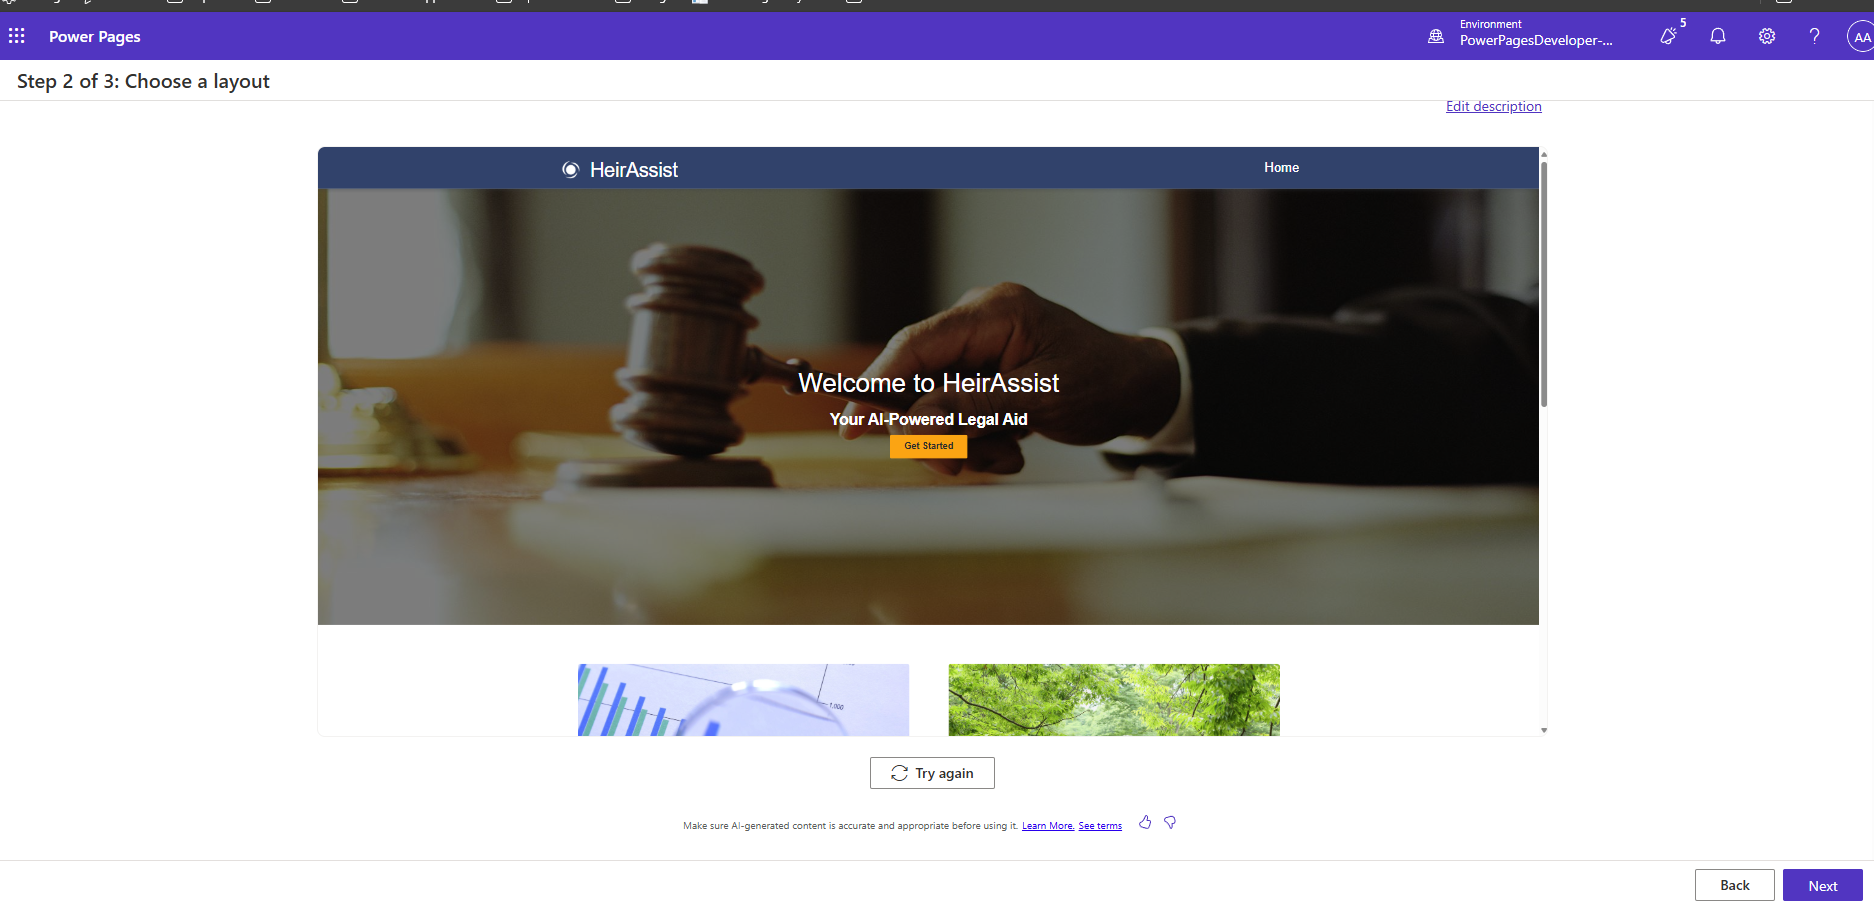 Power Pages
Environment
PowerPagesDeveloper-...
5
AA
Step 2 of 3: Choose a layout
Edit description
HeirAssist
Home
Welcome to HeirAssist
Your AI-Powered Legal Aid
Get Started
1,000
Try again
Make sure AI-generated content is accurate and appropriate before using it. Learn More. See terms
Back
Next